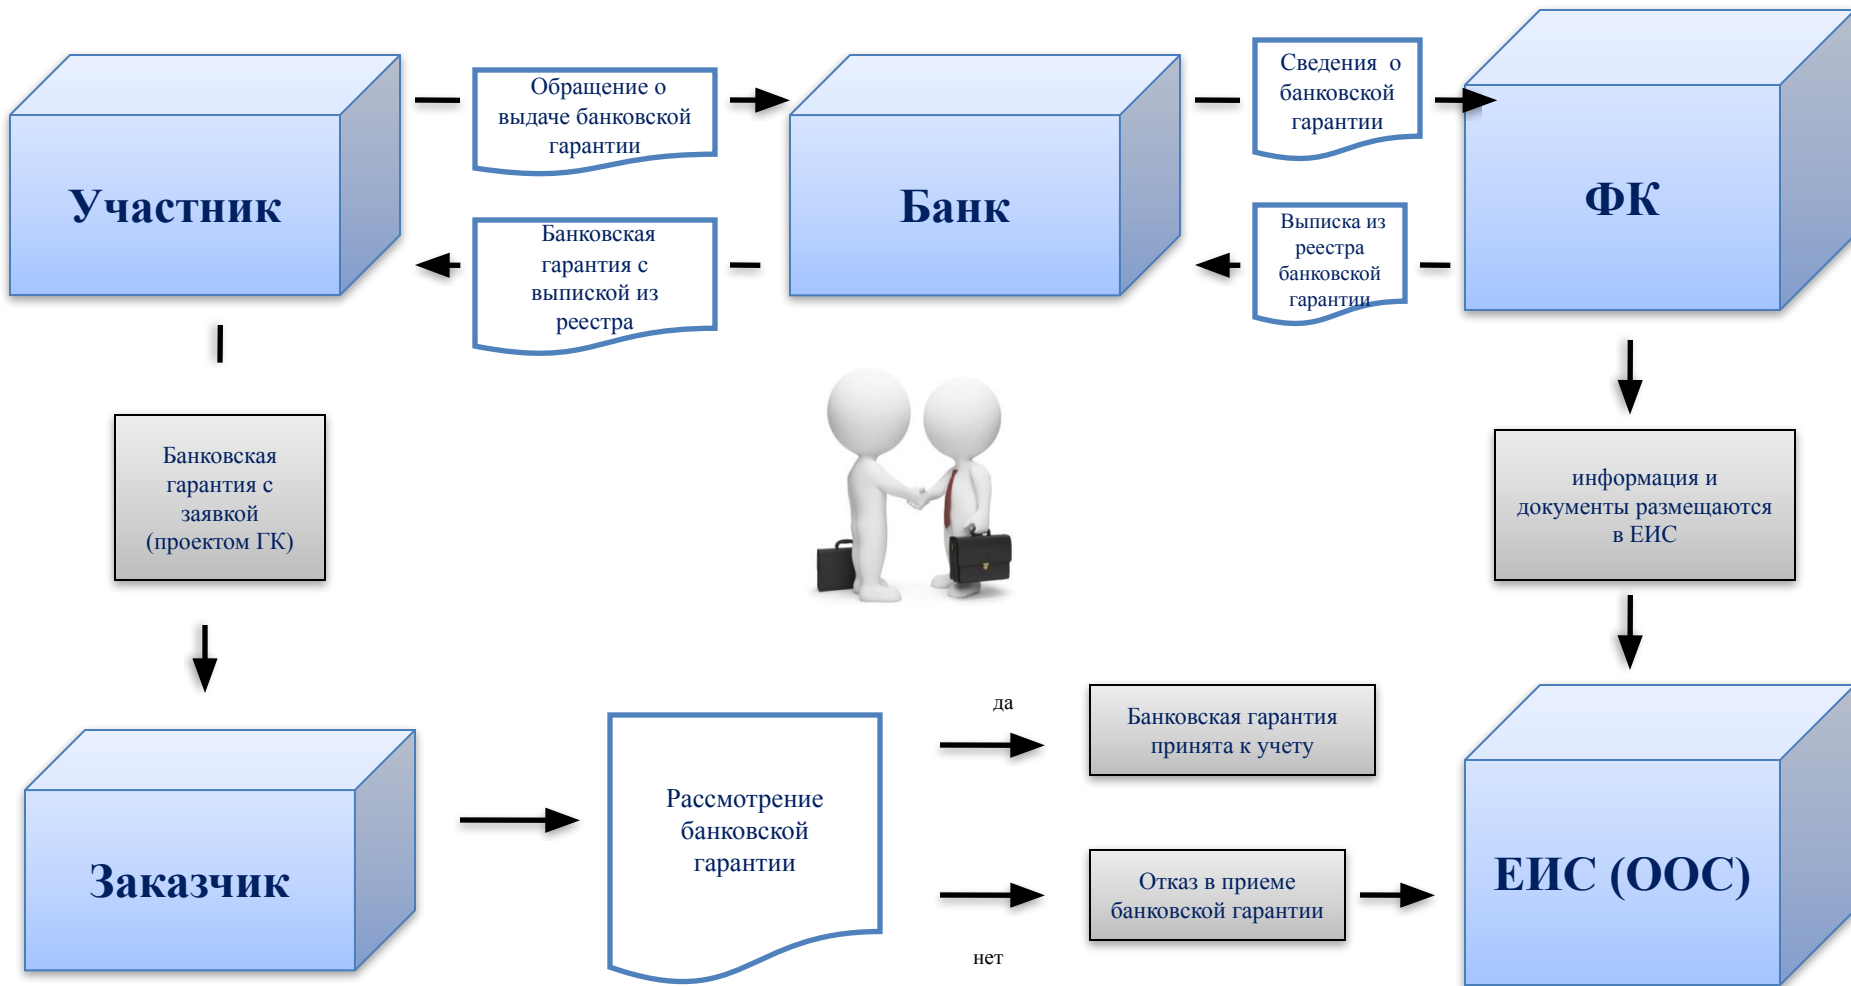 Участник
Обращение о
выдаче банковской
гарантии
Банк
Сведения о
банковской
гарантии
ФК
Банковская
гарантия с
выпиской из
реестра
Выписка из
реестра
банковской
гарантии
Банковская
гарантия с
заявкой
(проектом ГК)
информация и
документы размещаются
в ЕИС
Заказчик
Рассмотрение
банковской
гарантии
да
Банковская гарантия
принята к учету
нет
Отказ в приеме
банковской гарантии
ЕИС (ООС)